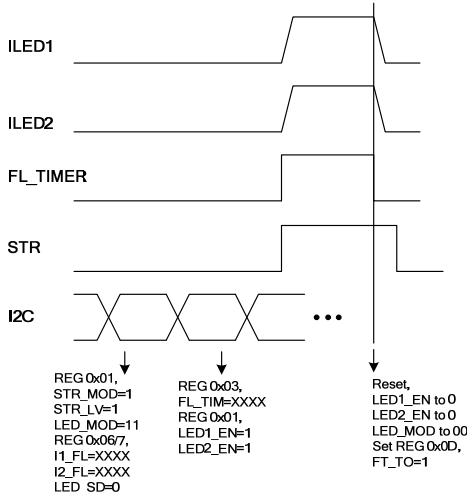 ILED1
ILED2
FL_TIMER
STR
I2C
REG 0x01,
STR_MOD=1
STR_LV=1
LED_MOD=11
REG 0x06/7,
I1_FL=XXXX
I2_FL=XXXX
LED_SD=0
REG 0x03,
FL_TIM=XXXX
REG 0x01,
LED1_EN=1
LED2_EN=1
Reset,
LED1_EN to 0
LED2_EN to 0
LED_MOD to 00
Set REG 0x0D,
FT_TO=1